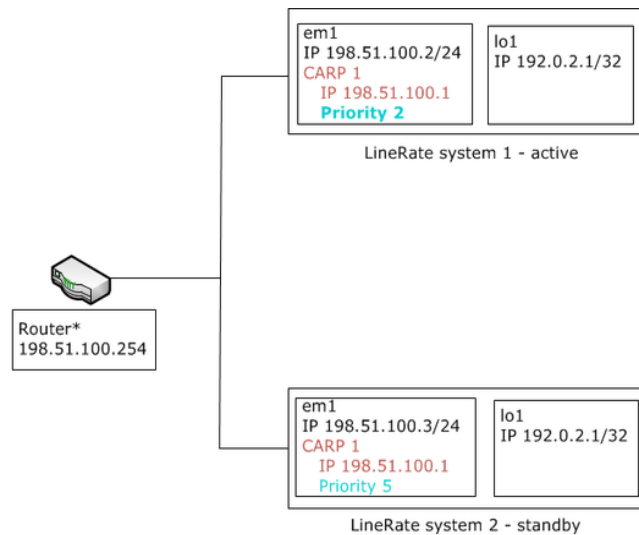 em1
IP 198.51.100.2/24
CARP 1
IP 198.51.100.1
Priority 2
lo1
IP 192.0.2.1/32
LineRate system 1 - active
Router*
198.51.100.254
em1
IP 198.51.100.3/24
CARP 1
IP 198.51.100.1
Priority 5
lo1
IP 192.0.2.1/32
LineRate system 2 - standby